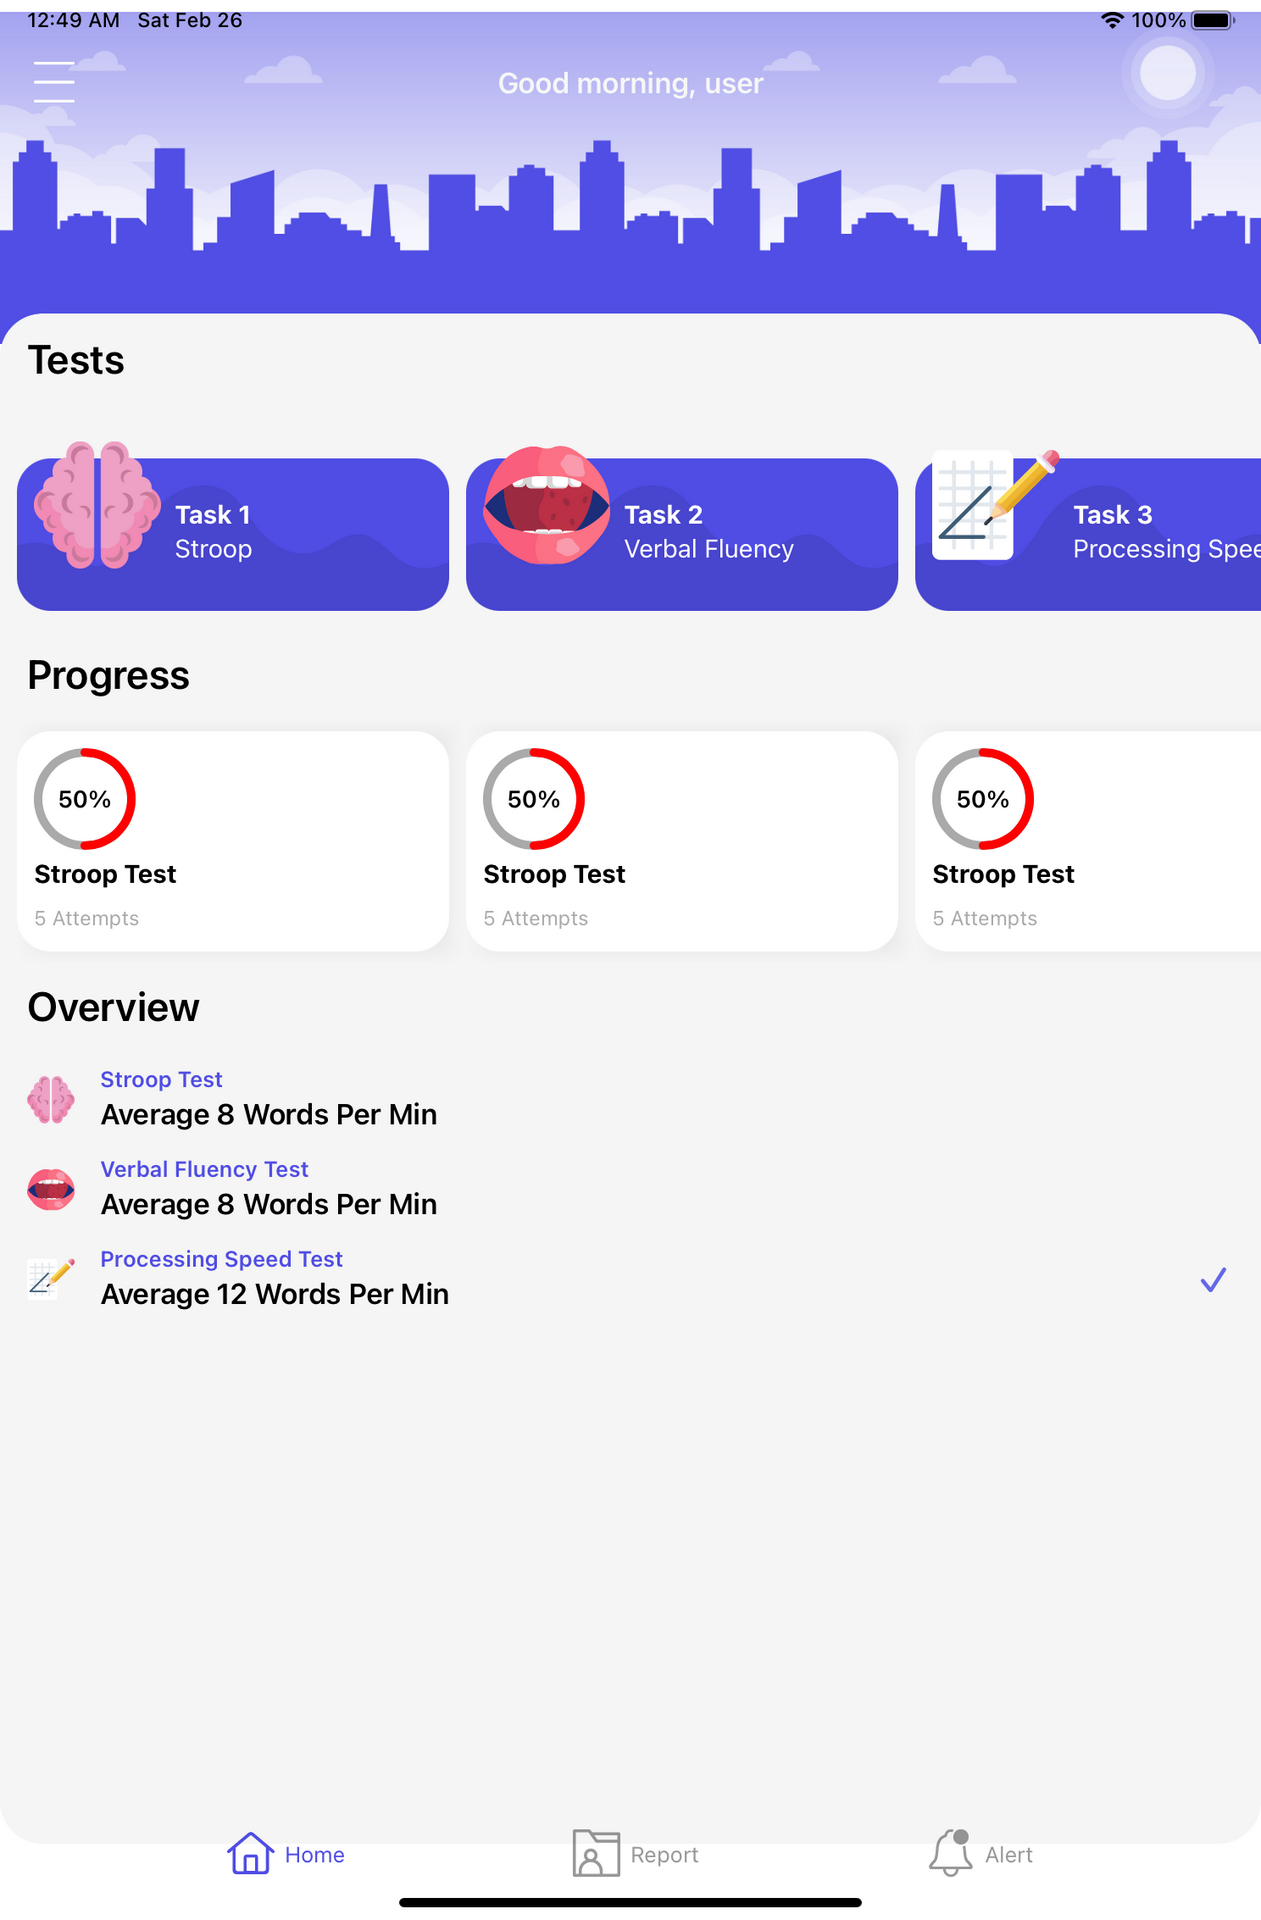 12:49 AM Sat Feb 26
100%
Good morning, user
Tests
Task 1
Stroop
Task 2
Verbal Fluency
Task 3
Processing Spee
Progress
50%
Stroop Test
5 Attempts
50%
Stroop Test
5 Attempts
50%
Stroop Test
5 Attempts
Overview
Stroop Test
Average 8 Words Per Min
Verbal Fluency Test
Average 8 Words Per Min
Processing Speed Test
Average 12 Words Per Min
Home
Report
Alert